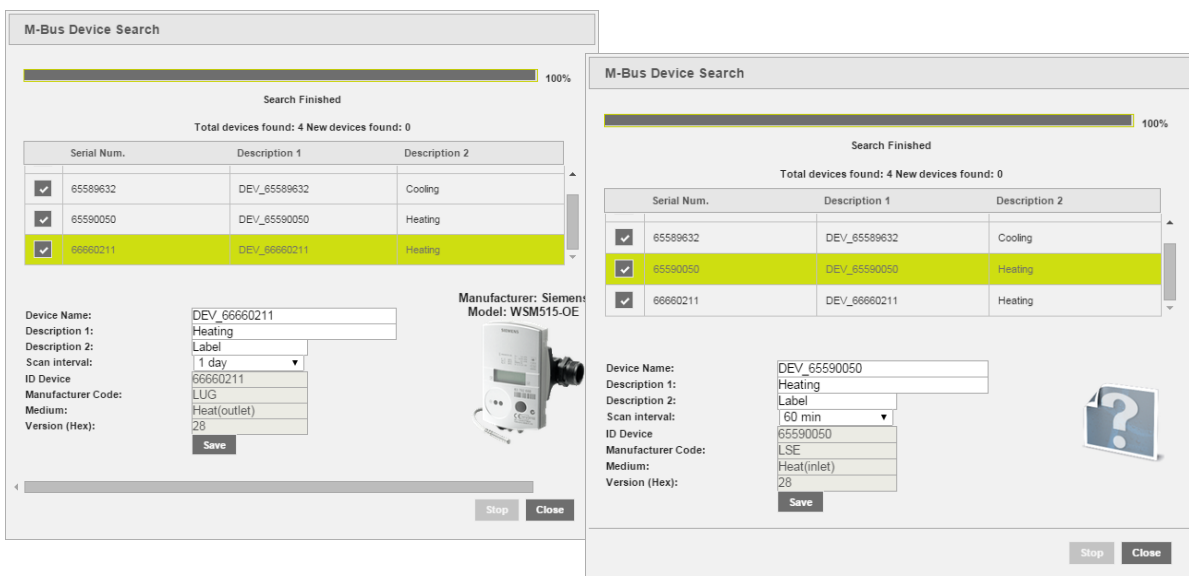 M-Bus Device Search
100%
Search Finished
Total devices found: 4 New devices found: 0
Serial Num. Description 1 Description 2
65589632 DEV_65589632 Cooling
65590050 DEV_65590050 Heating
66660211 DEV_66660211 Heating
Manufacturer: Siemens
Model: WSM515-OE
SIEMENS
Device Name: DEV_66660211
Description 1: Heating
Description 2: Label
Scan interval: 1 day
ID Device 66660211
Manufacturer Code: LUG
Medium: Heat(outlet)
Version (Hex): 28
Save
Stop Close
M-Bus Device Search
100%
Search Finished
Total devices found: 4 New devices found: 0
Serial Num. Description 1 Description 2
65589632 DEV_65589632 Cooling
65590050 DEV_65590050 Heating
66660211 DEV_66660211 Heating
Device Name: DEV_65590050
Description 1: Heating
Description 2: Label
Scan interval: 60 min
ID Device 65590050
Manufacturer Code: LSE
Medium: Heat(inlet)
Version (Hex): 28
Save
Stop Close